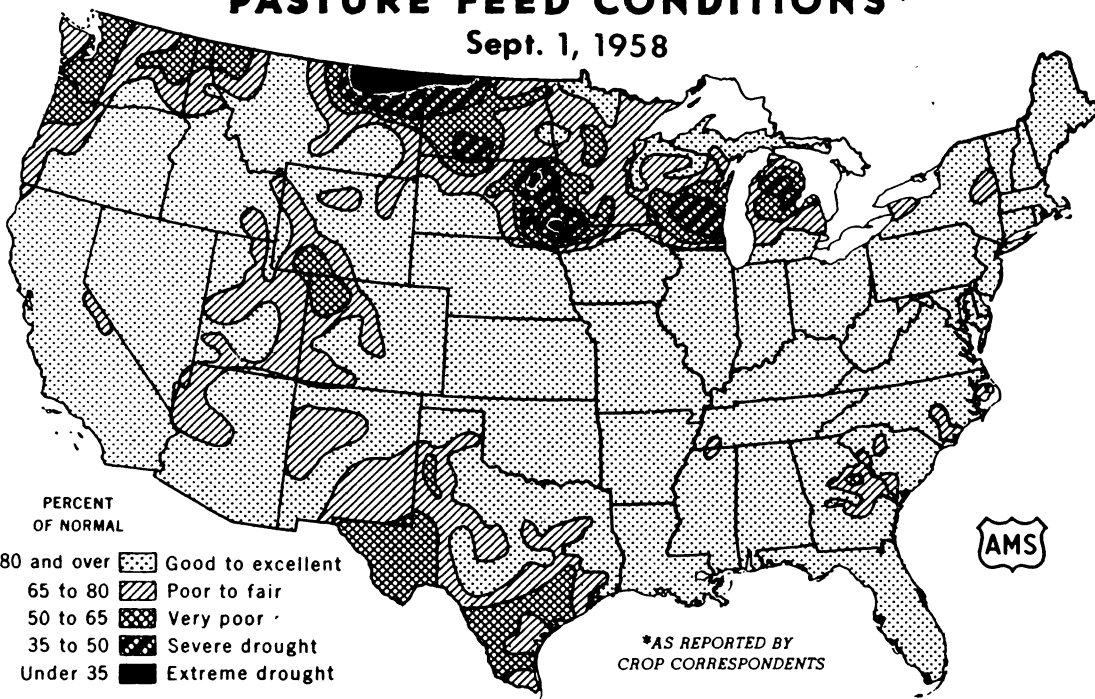 PASTURE FEED CONDITIONS*
Sept. 1, 1958
PERCENT
OF NORMAL
80 and over Good to excellent
65 to 80 Poor to fair
50 to 65 Very poor
35 to 50 Severe drought
Under 35 Extreme drought
*AS REPORTED BY
CROP CORRESPONDENTS
AMS